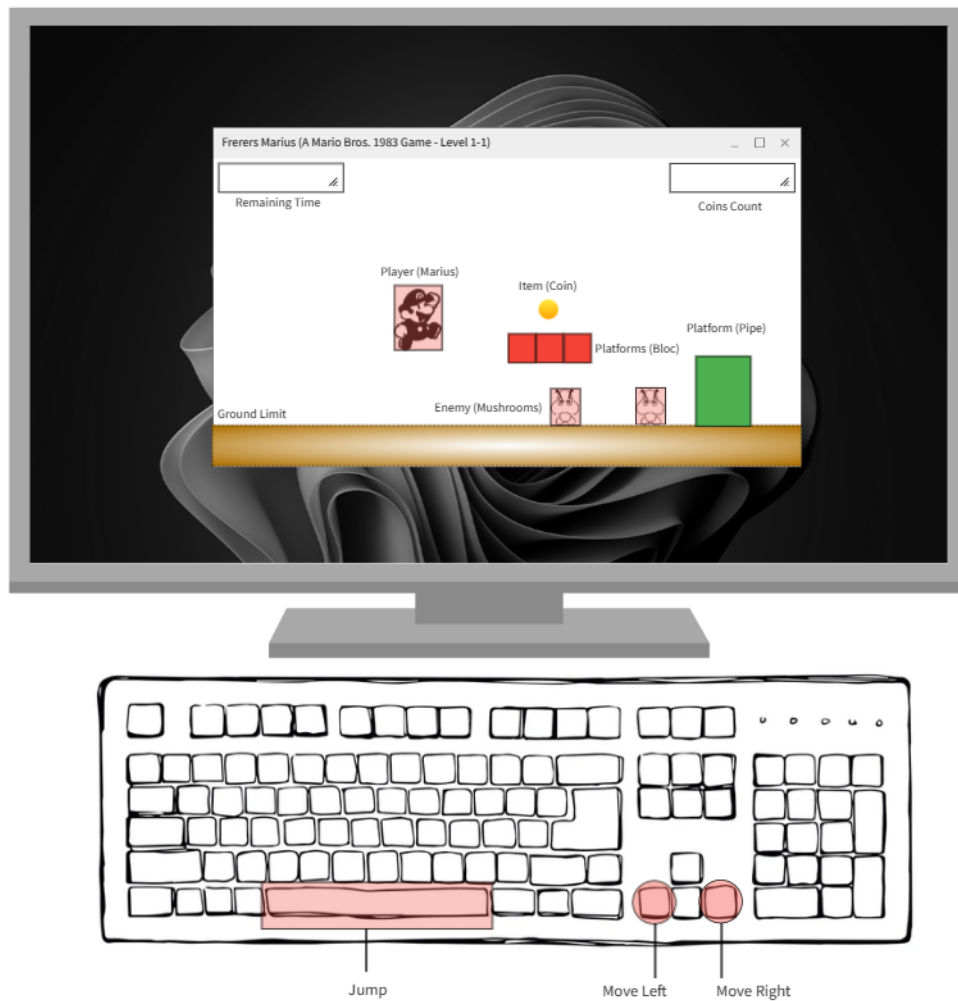 Frerers Marius (A Mario Bros. 1983 Game - Level 1-1)
Remaining Time
Coins Count
Player (Marius)
Item (Coin)
Platform (Pipe)
Platforms (Bloc)
Enemy (Mushrooms)
Ground Limit
Jump
Move Left
Move Right